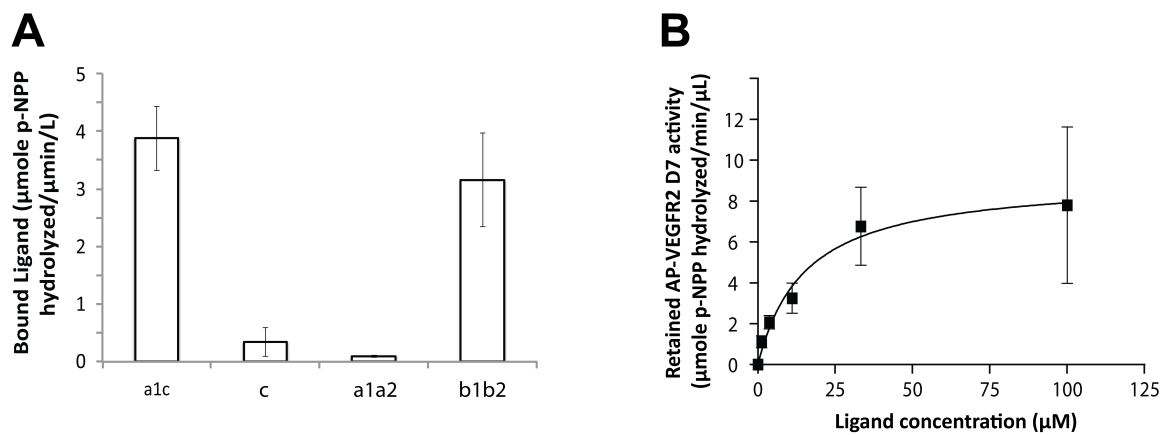 A
Bound Ligand (μmole p-NPP
hydrolyzed/μmin/L)
5
4
3
2
1
0
a1c
c
a1a2
b1b2
B
Retained AP-VEGFR2 D7 activity
(μmole p-NPP hydrolyzed/min/μL)
12
10
8
6
4
2
0
0
25
50
75
100
125
Ligand concentration (μM)